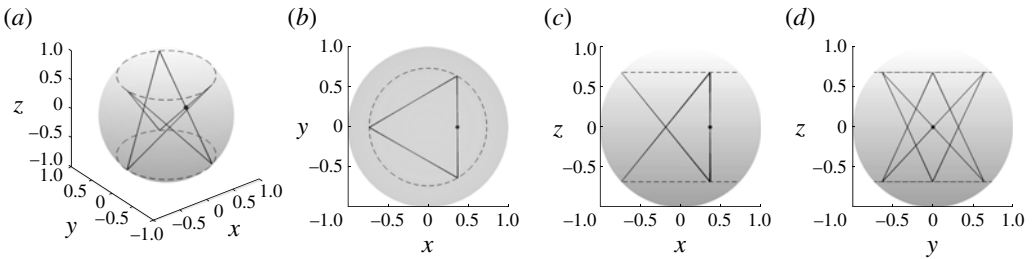 (a) (b) (c) (d)
1.0 1.0 1.0 1.0
0.5 0.5 0.5 0.5
z 0 y 0 z 0 z 0
−0.5 −0.5 −0.5 −0.5
−1.0
1.0 0.5 0 −0.5 −1.0 −1.0 −0.5 0 0.5 1.0
y x
−1.0 −0.5 0 0.5 1.0 −1.0 −0.5 0 0.5 1.0 −1.0 −0.5 0 0.5 1.0
x x y